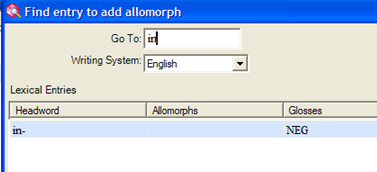 Find entry to add allomorph
Go To: in
Writing System: English
Lexical Entries
Headword Allomorphs Glosses
in- NEG